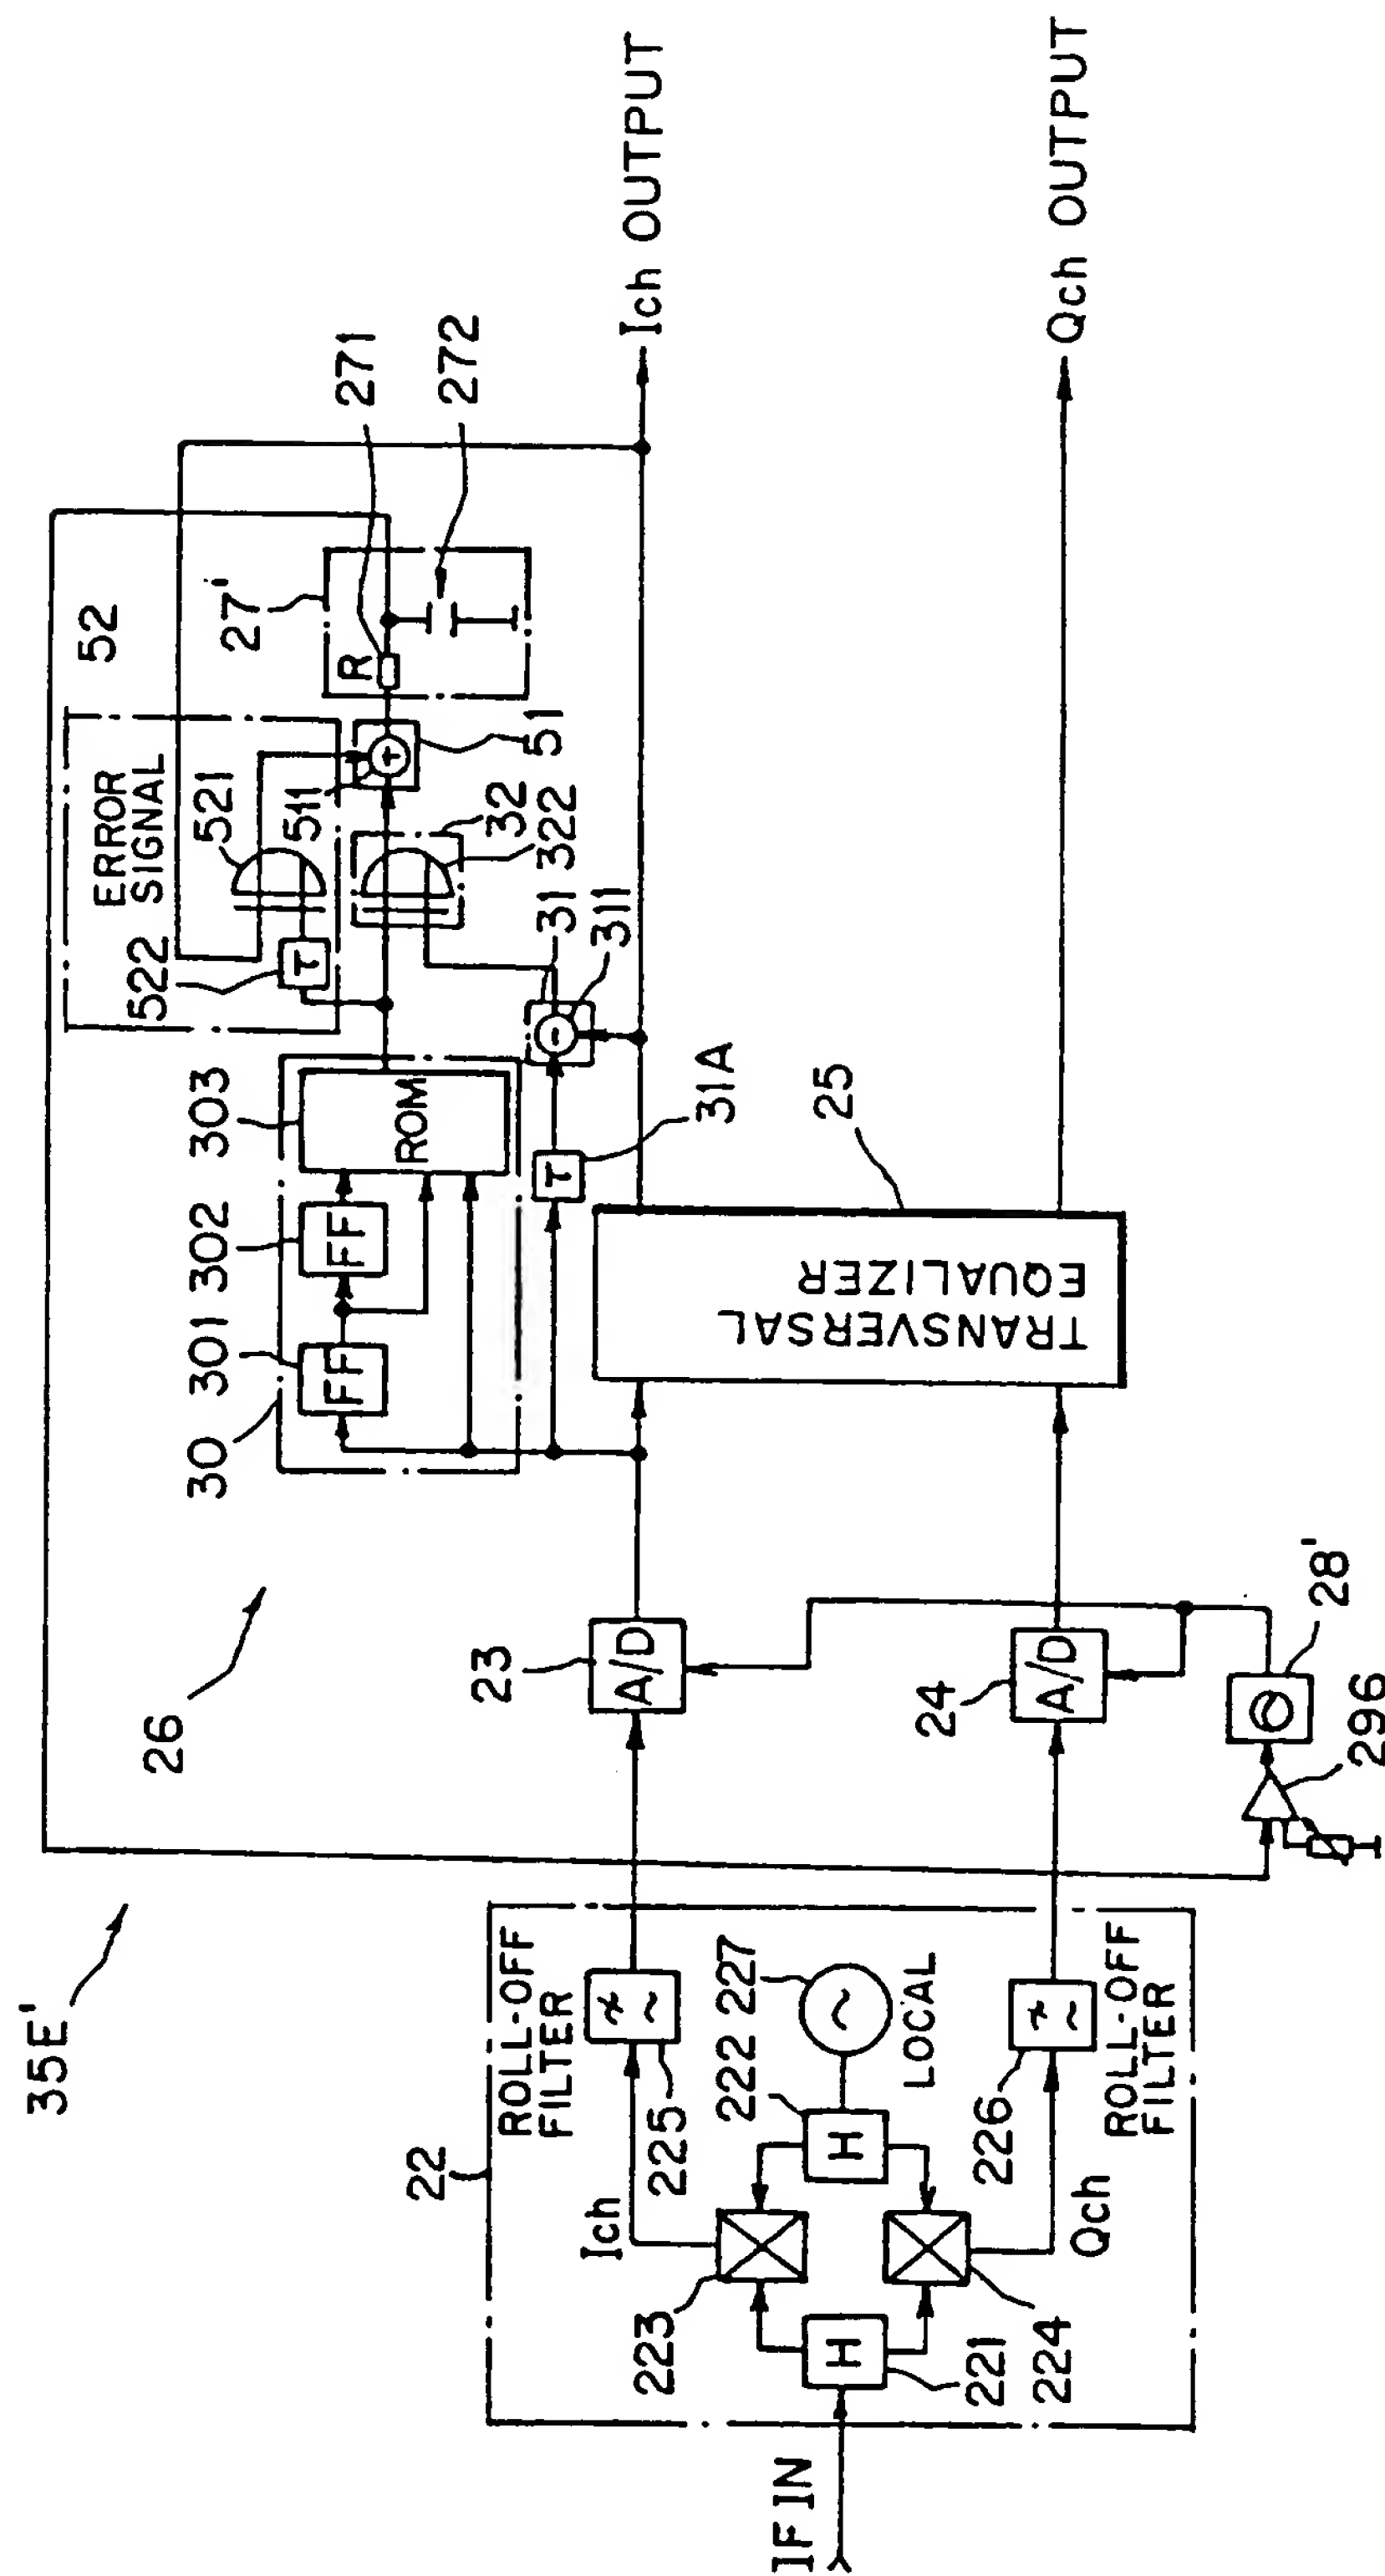 35E'
26
22
ROLL-OFF
FILTER
225
Ich
223
H
221
224
222
H
227
LOCAL
226
Qch
ROLL-OFF
FILTER
IF IN
23
A/D
24
A/D
28'
296
30
301
FF
302
FF
303
ROM
31A
τ
31
311
-
32
322
522
τ
ERROR
SIGNAL
521
52
511
+
51
27'
R
271
272
25
TRANSVERSAL
EQUALIZER
Ich OUTPUT
Qch OUTPUT